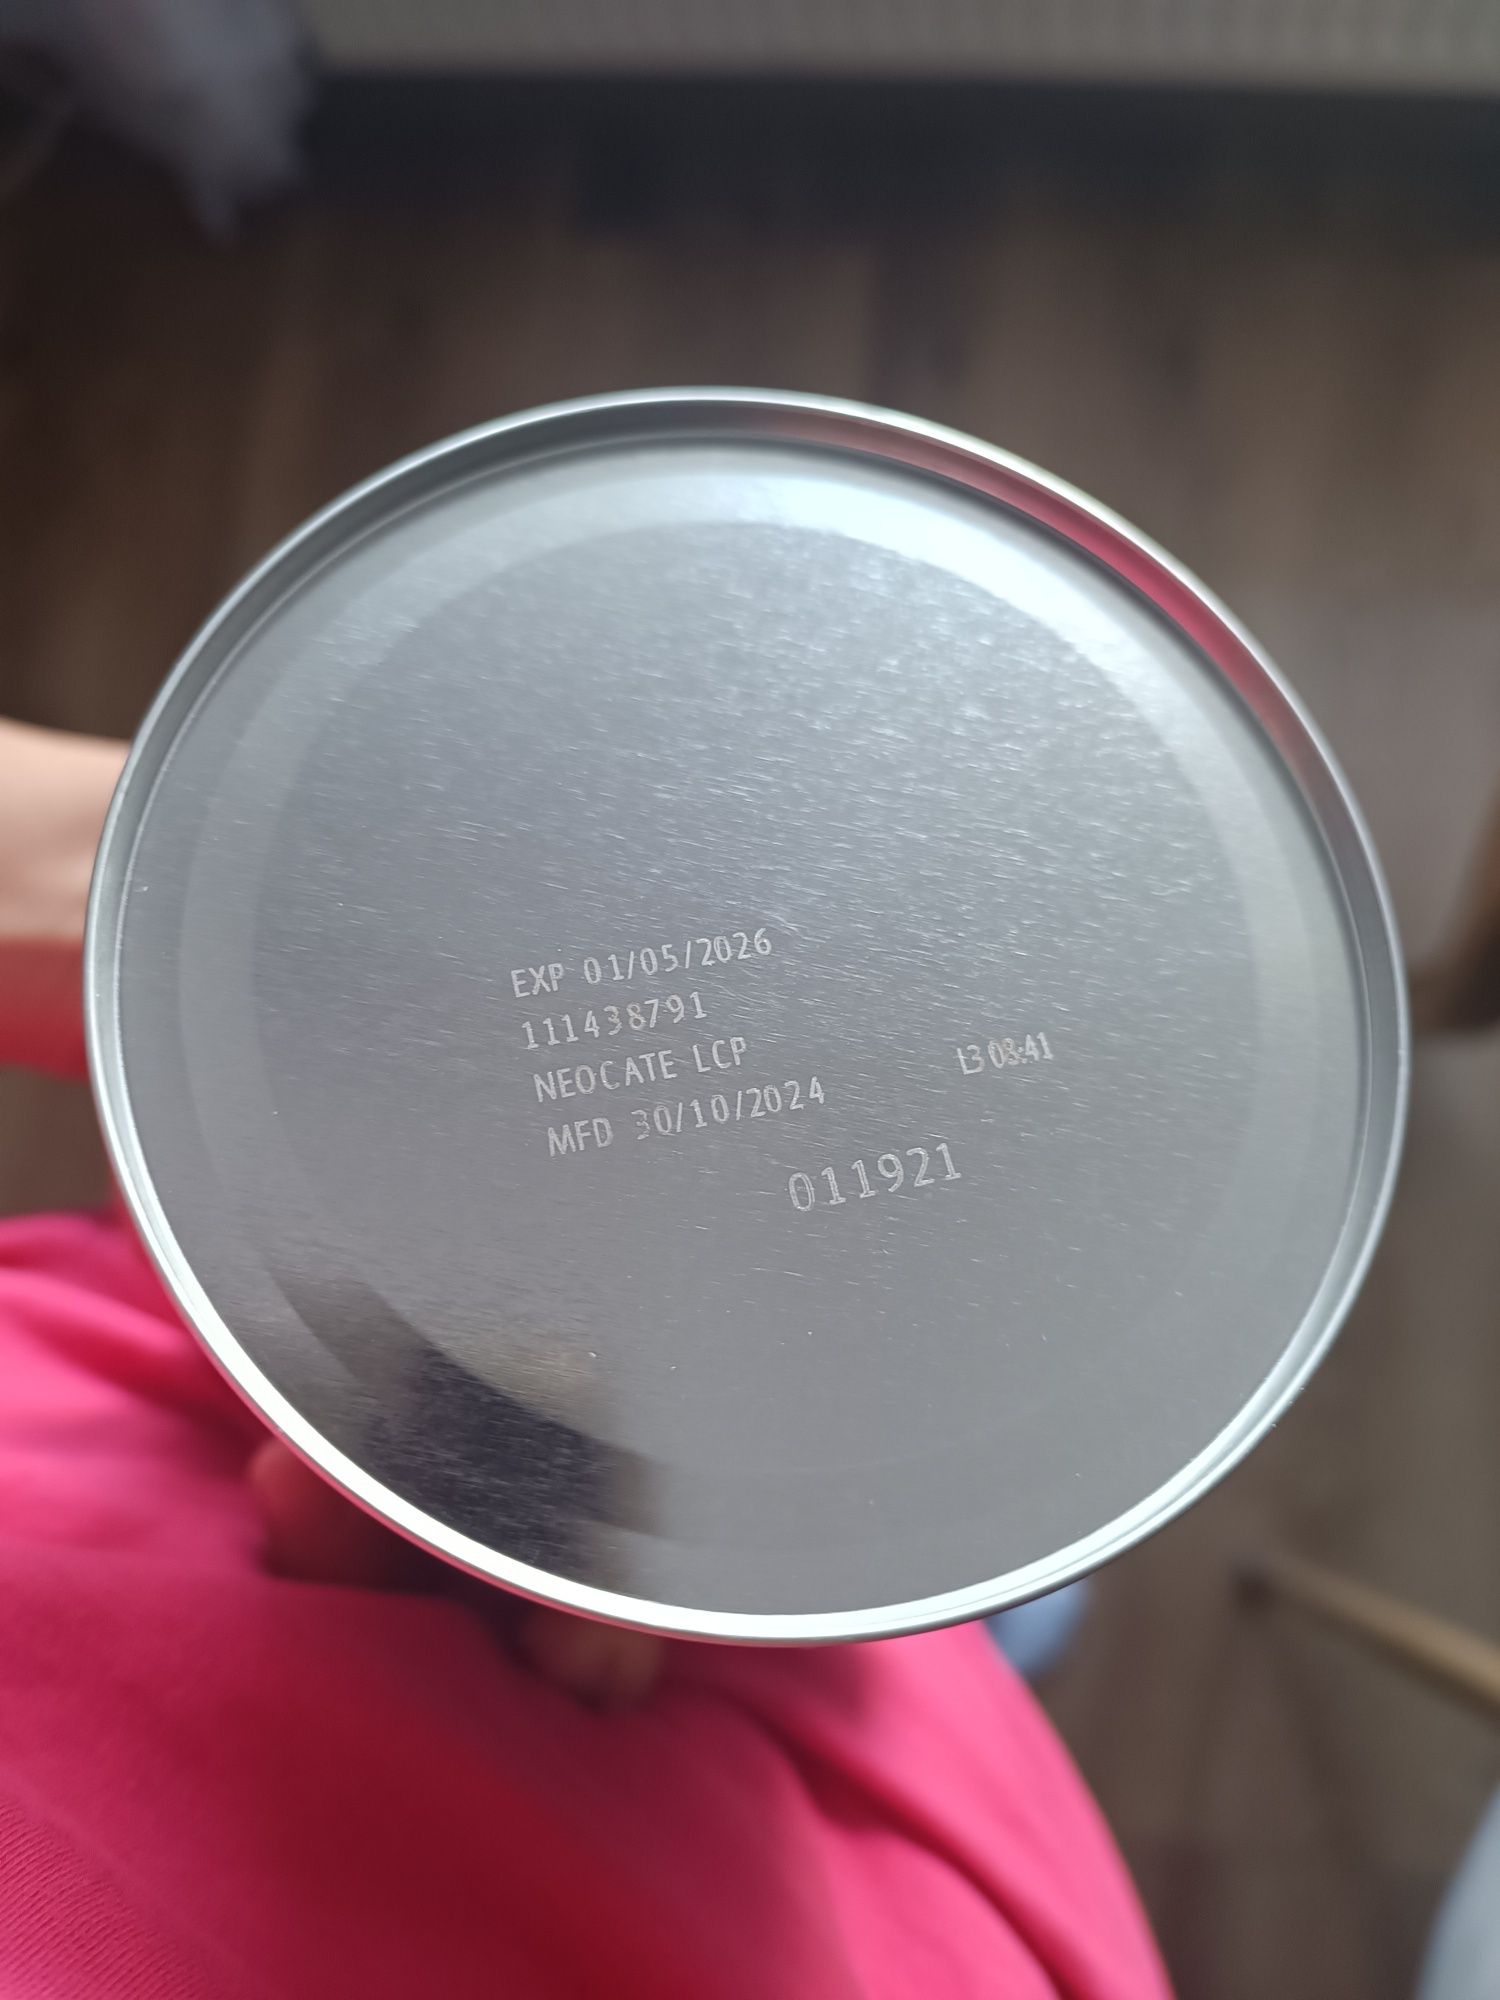 EXP 01/05/2026
111438791
NEOCATE LCP
L3 08:41
MFD 30/10/2024
011921